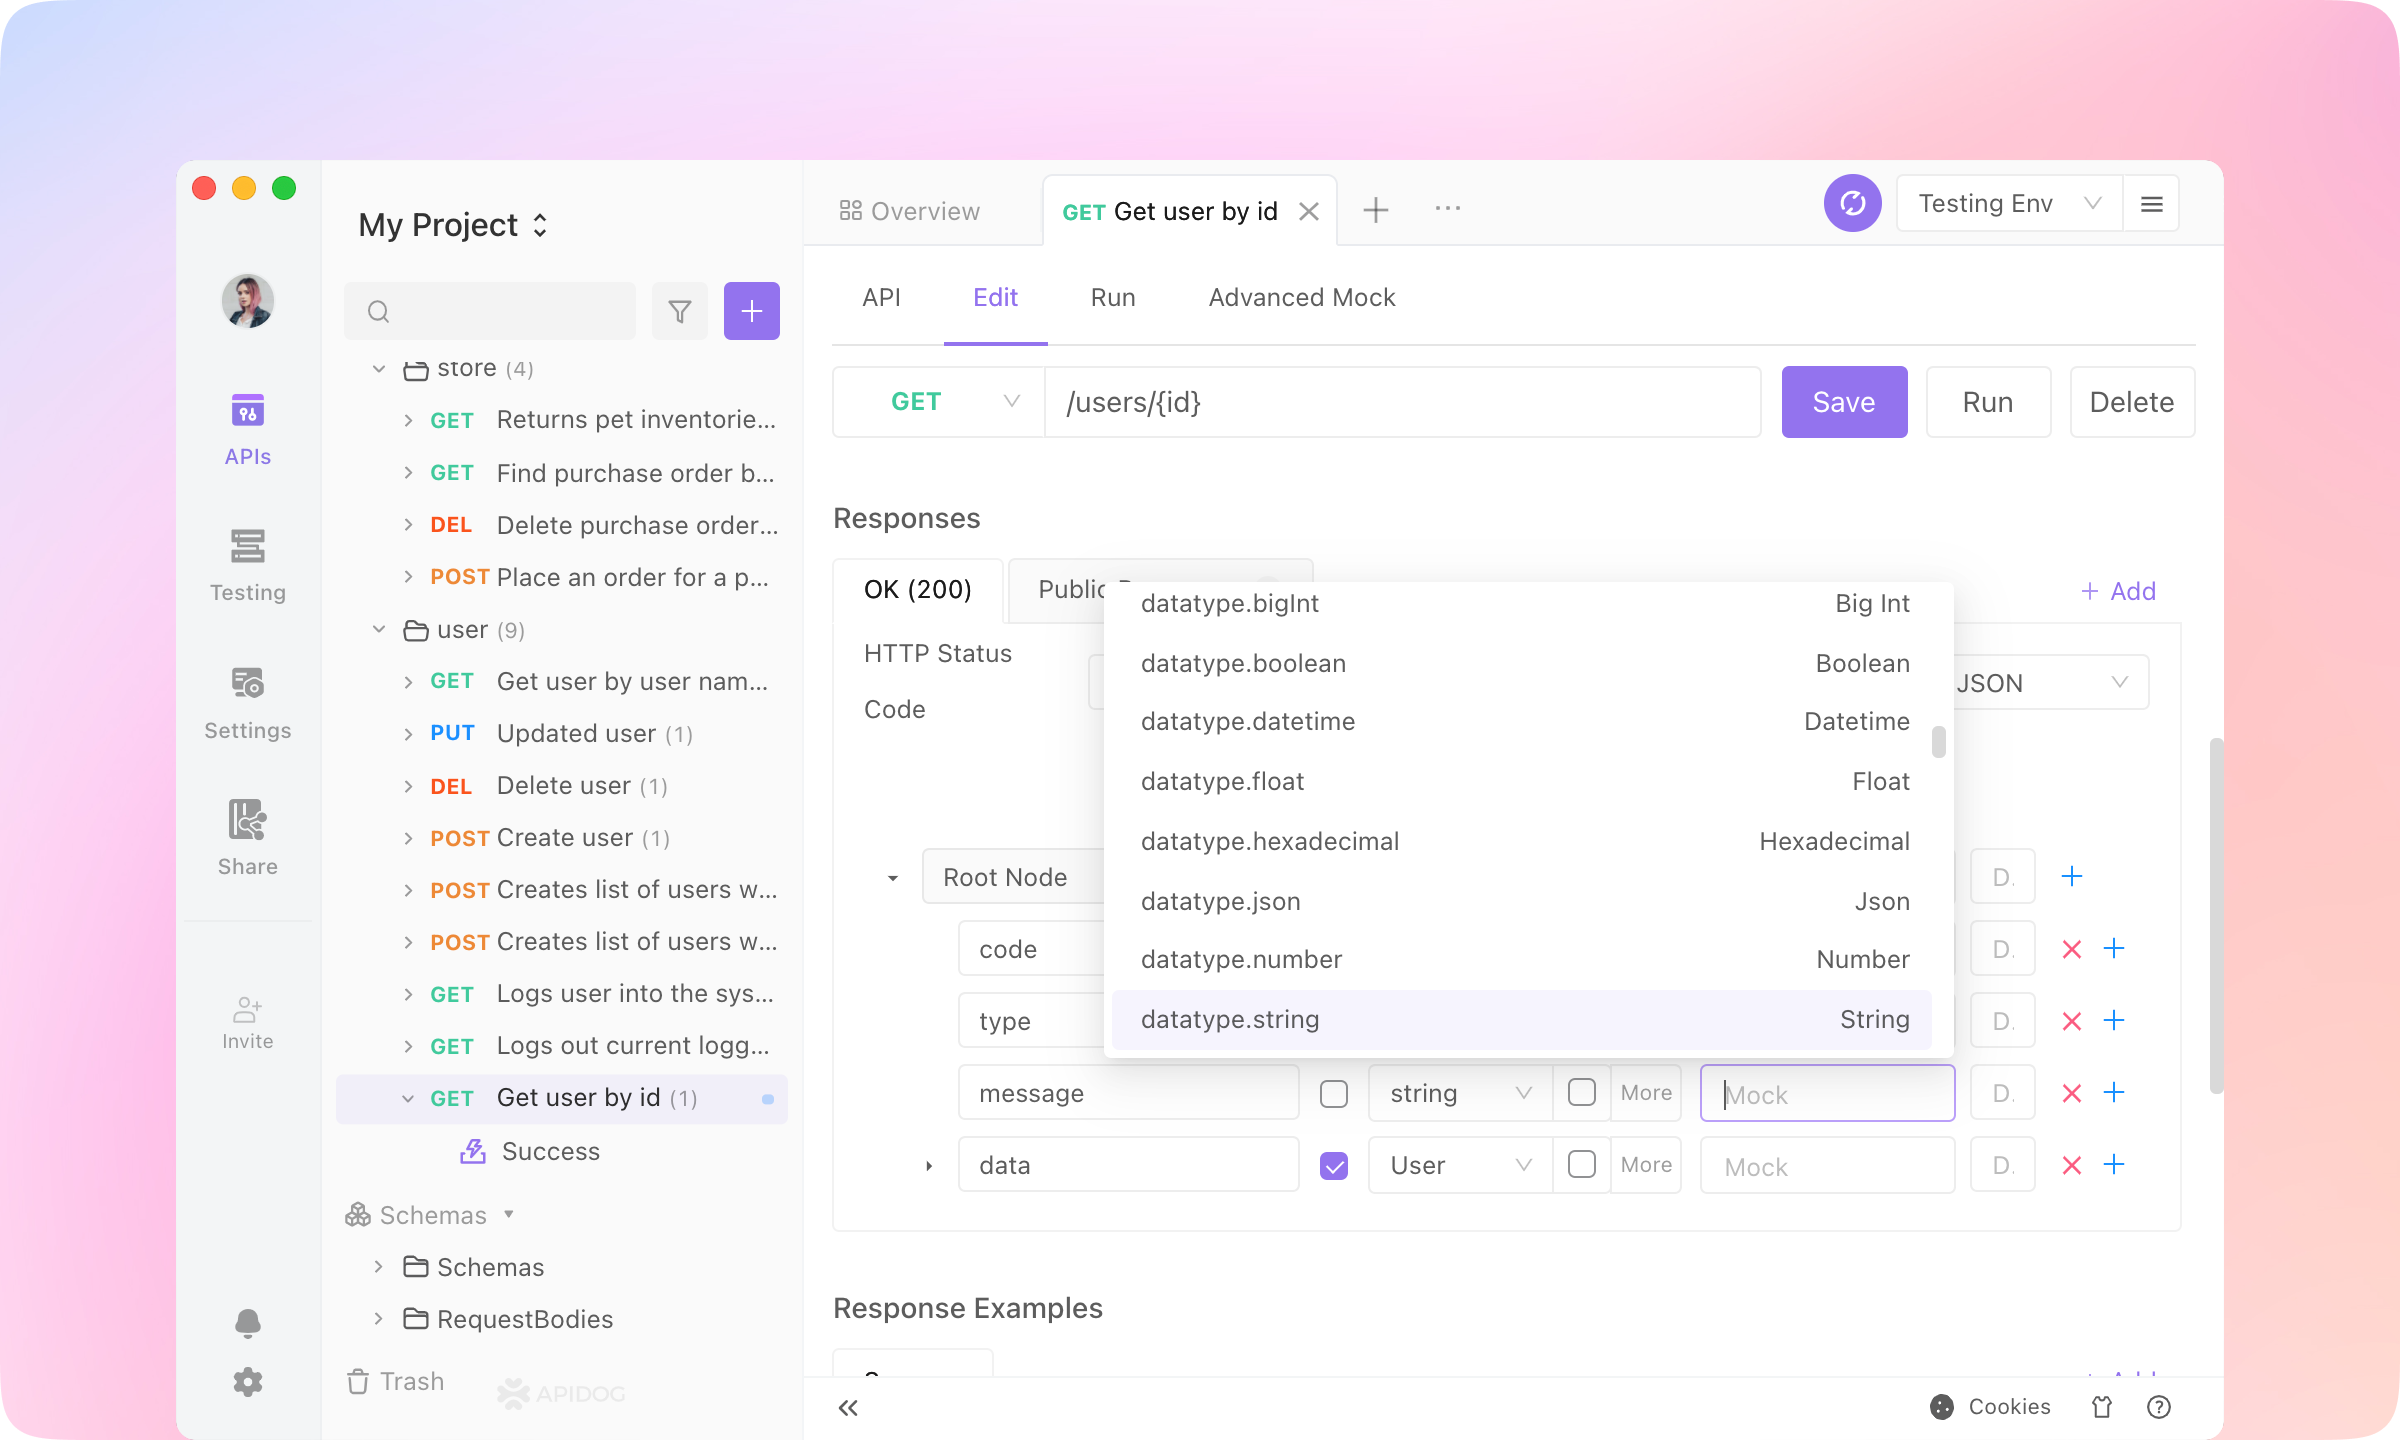 My Project
APIs
Testing
Settings
Share
Invite
store (4)
GET Returns pet inventorie...
GET Find purchase order b...
DEL Delete purchase order...
POST Place an order for a p...
user (9)
GET Get user by user nam...
PUT Updated user (1)
DEL Delete user (1)
POST Create user (1)
POST Creates list of users w...
POST Creates list of users w...
GET Logs user into the sys...
GET Logs out current logg...
GET Get user by id (1)
Success
Schemas
Schemas
RequestBodies
Trash
APIDOG
Overview
GET Get user by id
...
Testing Env
API
Edit
Run
Advanced Mock
GET
/users/{id}
Save
Run
Delete
Responses
OK (200)
Public
+ Add
HTTP Status
Code
JSON
datatype.bigInt Big Int
datatype.boolean Boolean
datatype.datetime Datetime
datatype.float Float
datatype.hexadecimal Hexadecimal
datatype.json Json
datatype.number Number
datatype.string String
Root Node
D.
code
D.
type
D.
message string More Mock D.
data User More Mock D.
Response Examples
Cookies